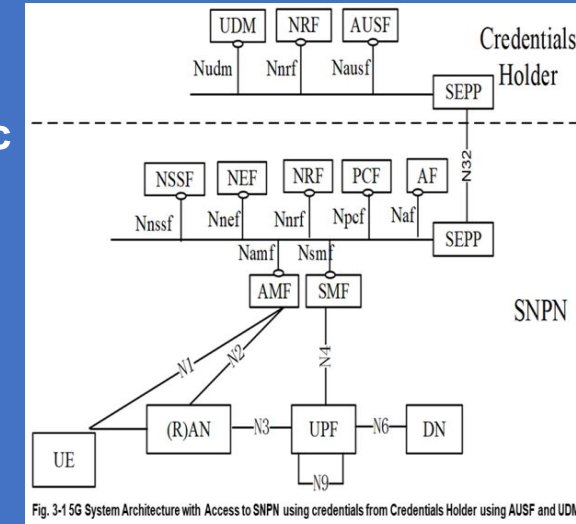 UDM NRF AUSF
Credentials
Holder
Nudm Nnrf Nausf
SEPP
c
N32
NSSF NEF NRF PCF AF
Nnssf Nnef Nnrf Npcf Naf
SEPP
Namf Nsmf
AMF SMF
SNPN
N1 N2 N4
(R)AN N3 UPF N6 DN
UE
N9
Fig. 3-1 5G System Architecture with Access to SNPN using credentials from Credentials Holder using AUSF and UDM